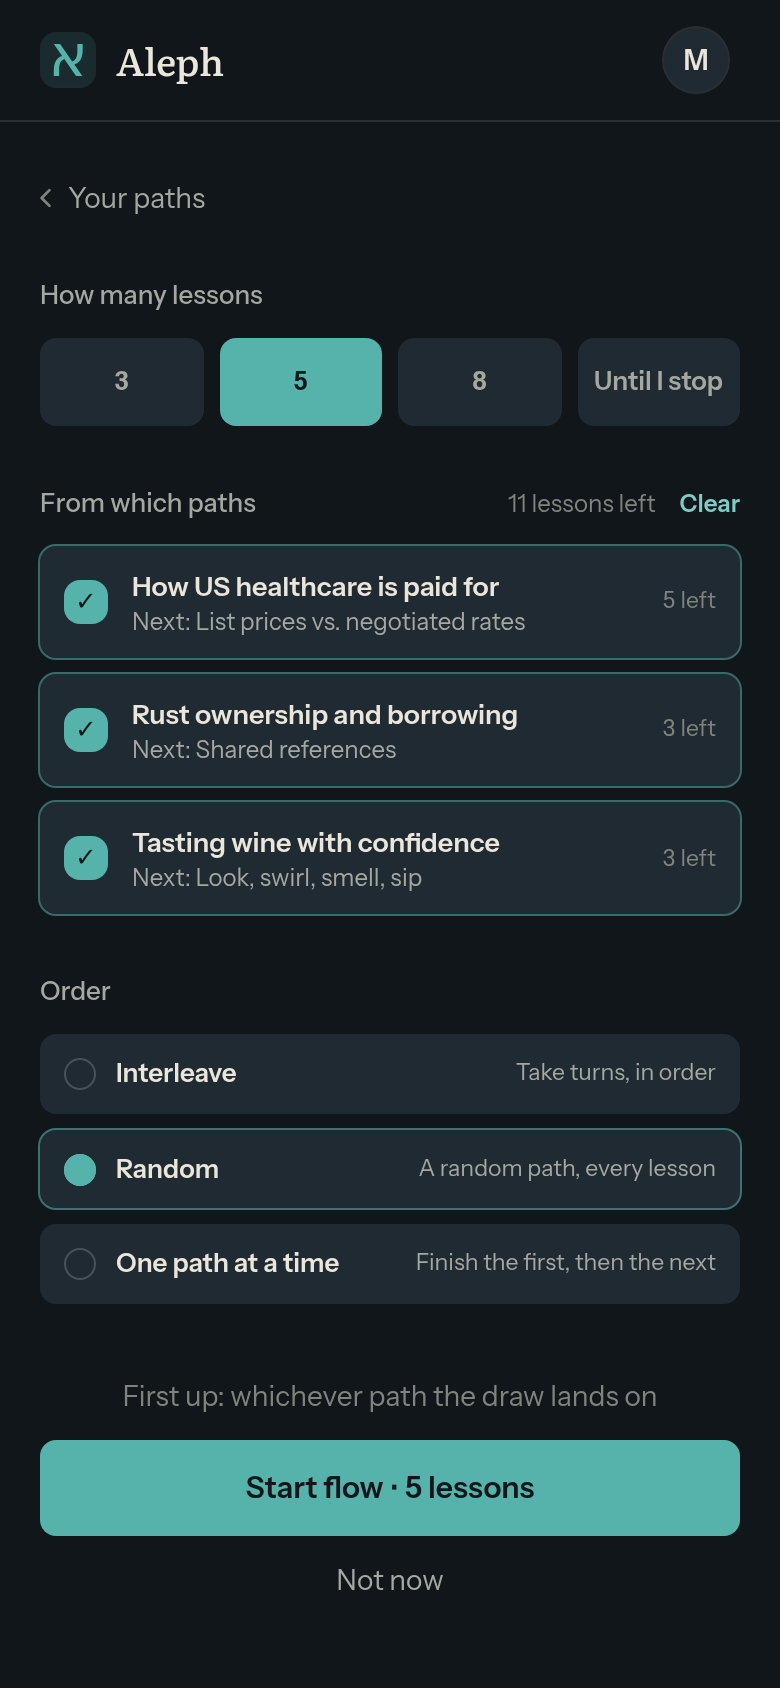 א Aleph M
Your paths
How many lessons
3 5 8 Until I stop
From which paths 11 lessons left Clear
How US healthcare is paid for
Next: List prices vs. negotiated rates
5 left
Rust ownership and borrowing
Next: Shared references
3 left
Tasting wine with confidence
Next: Look, swirl, smell, sip
3 left
Order
Interleave Take turns, in order
Random A random path, every lesson
One path at a time Finish the first, then the next
First up: whichever path the draw lands on
Start flow · 5 lessons
Not now